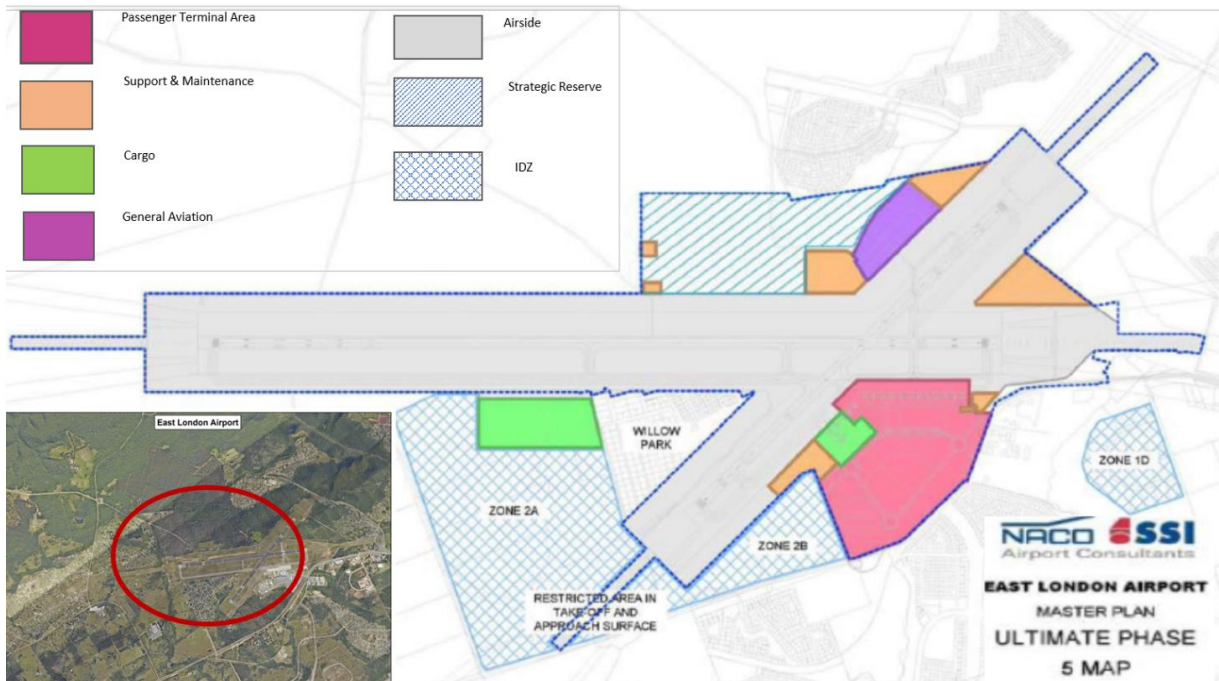 Passenger Terminal Area
Support & Maintenance
Cargo
General Aviation
Airside
Strategic Reserve
IDZ
East London Airport
WILLOW
PARK
ZONE 2A
ZONE 2B
ZONE 1D
RESTRICTED AREA IN
TAKE OFF AND
APPROACH SURFACE
NACO SSI
Airport Consultants
EAST LONDON AIRPORT
MASTER PLAN
ULTIMATE PHASE
5 MAP